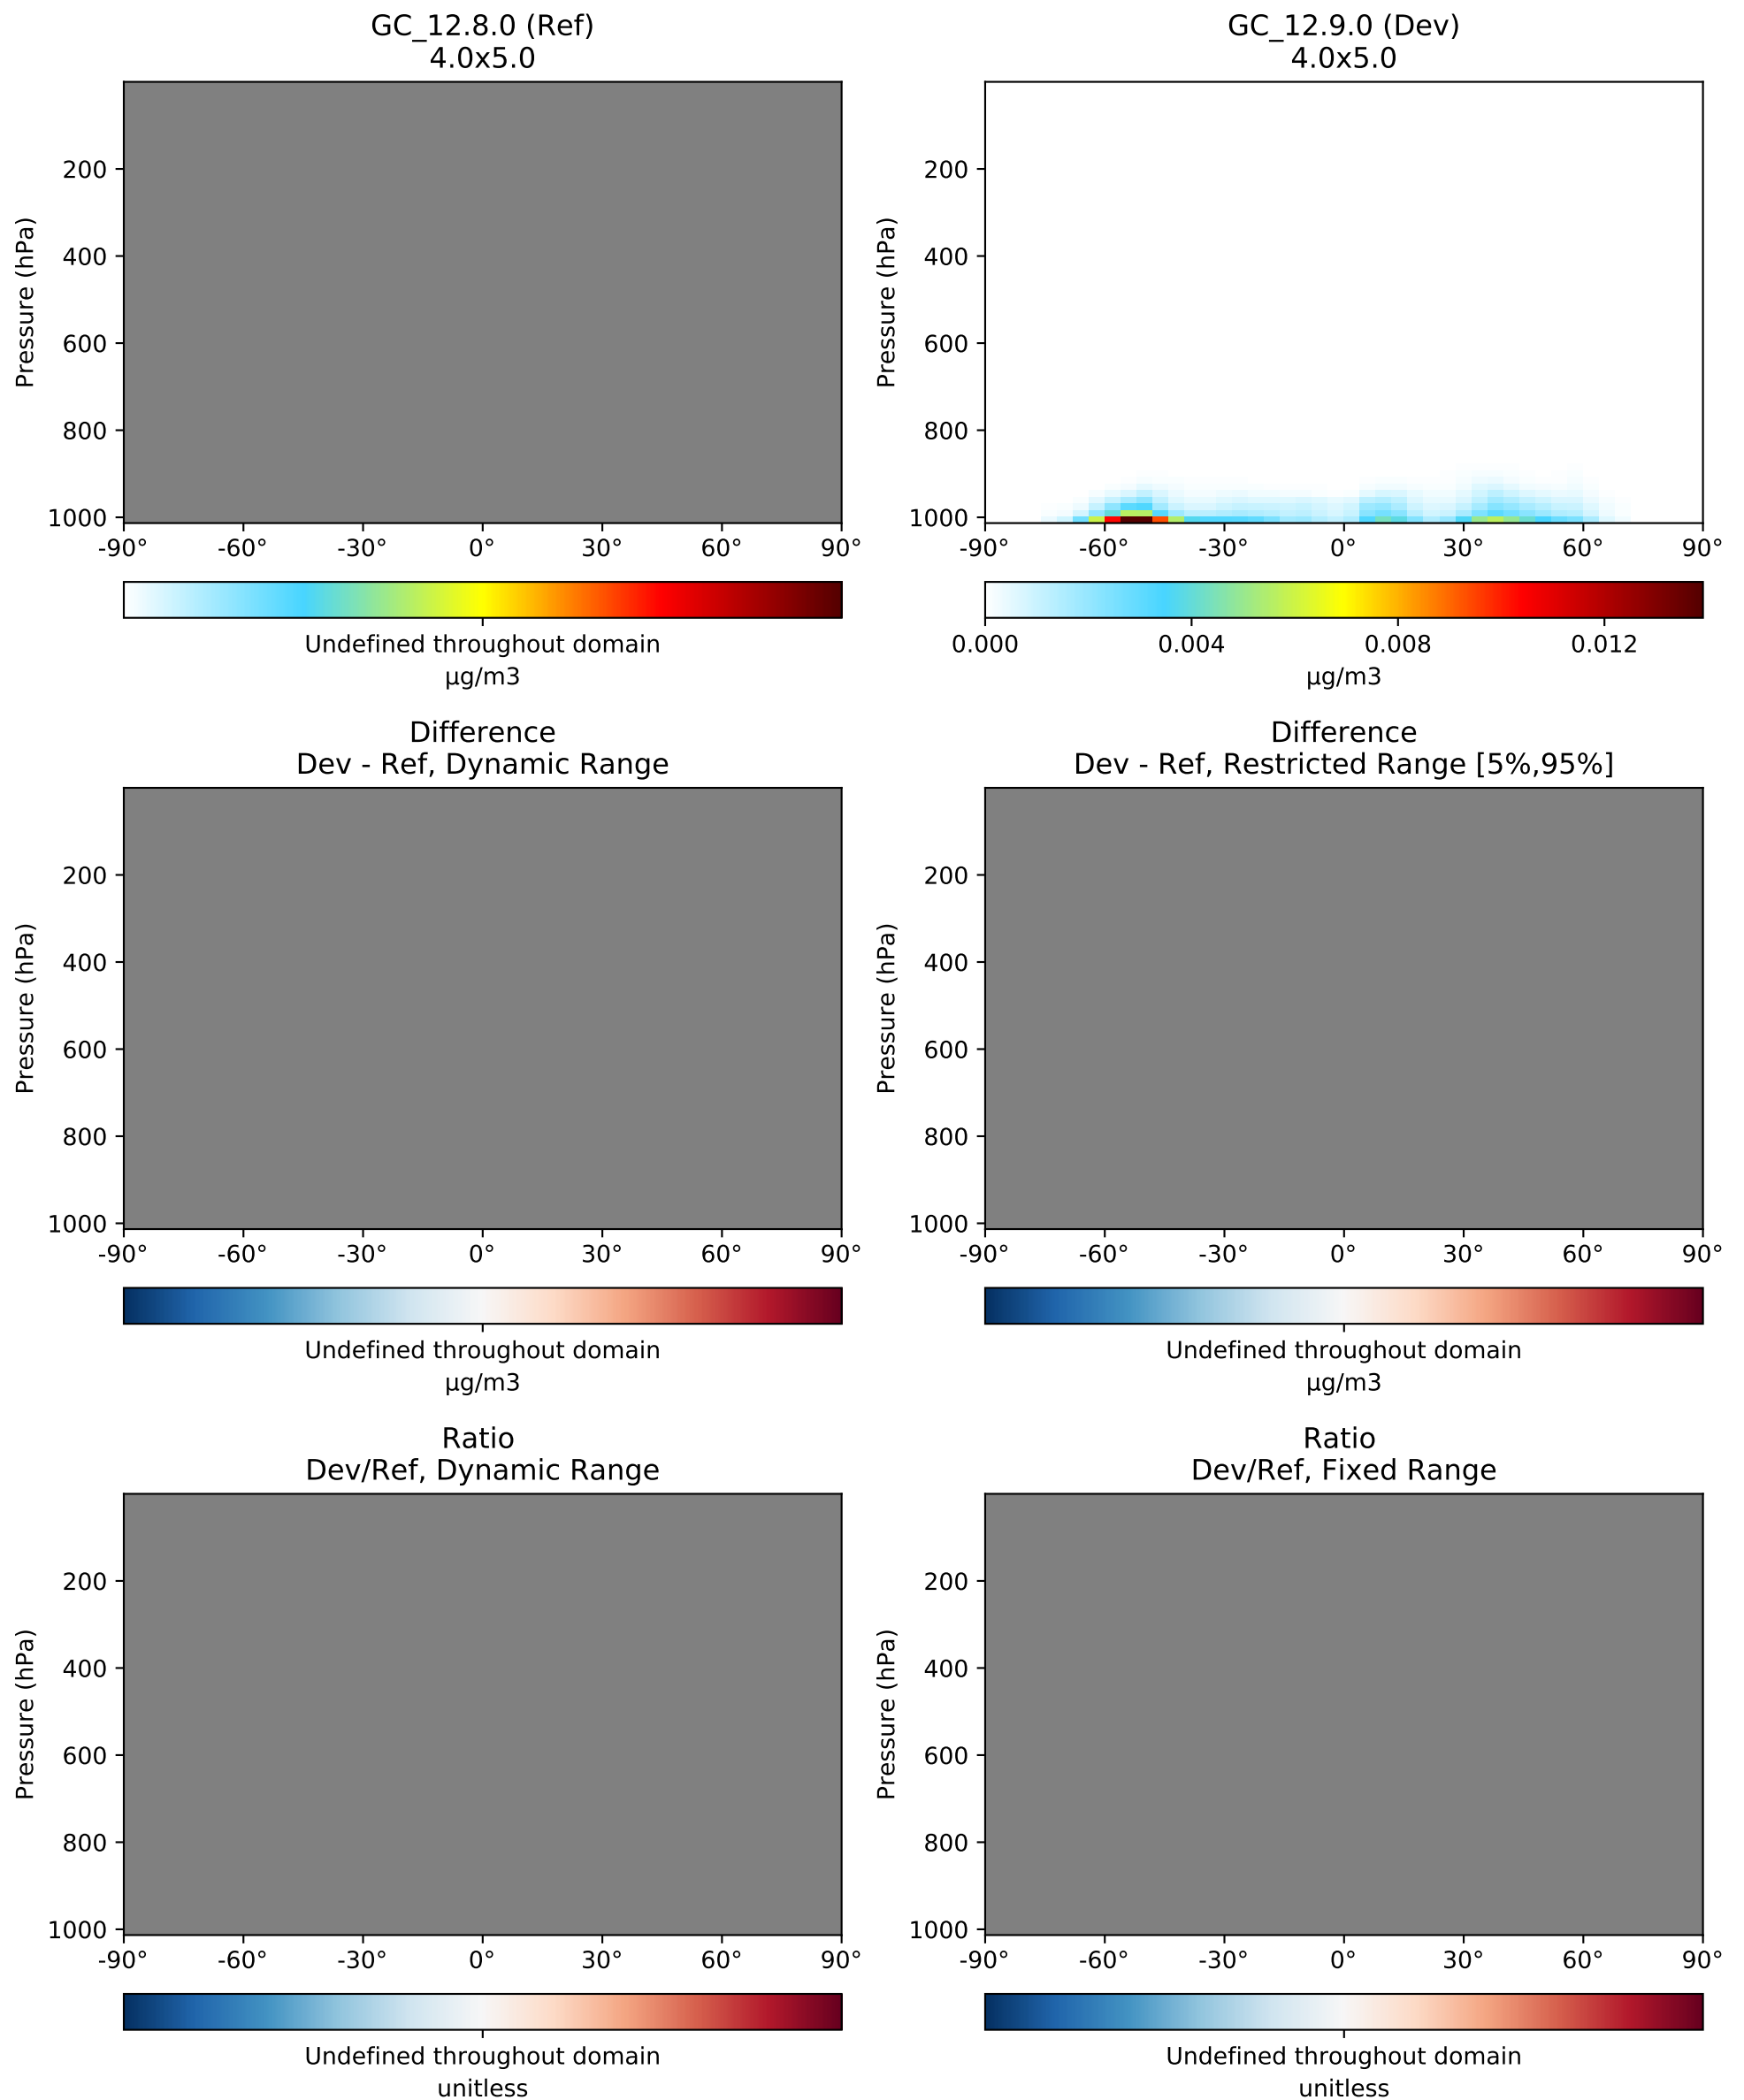 GC_12.8.0 (Ref)
4.0x5.0
Pressure (hPa)
200
400
600
800
1000
-90° -60° -30° 0° 30° 60° 90°
Undefined throughout domain
µg/m3
GC_12.9.0 (Dev)
4.0x5.0
Pressure (hPa)
200
400
600
800
1000
-90° -60° -30° 0° 30° 60° 90°
0.000 0.004 0.008 0.012
µg/m3
Difference
Dev - Ref, Dynamic Range
Pressure (hPa)
200
400
600
800
1000
-90° -60° -30° 0° 30° 60° 90°
Undefined throughout domain
µg/m3
Difference
Dev - Ref, Restricted Range [5%,95%]
Pressure (hPa)
200
400
600
800
1000
-90° -60° -30° 0° 30° 60° 90°
Undefined throughout domain
µg/m3
Ratio
Dev/Ref, Dynamic Range
Pressure (hPa)
200
400
600
800
1000
-90° -60° -30° 0° 30° 60° 90°
Undefined throughout domain
unitless
Ratio
Dev/Ref, Fixed Range
Pressure (hPa)
200
400
600
800
1000
-90° -60° -30° 0° 30° 60° 90°
Undefined throughout domain
unitless